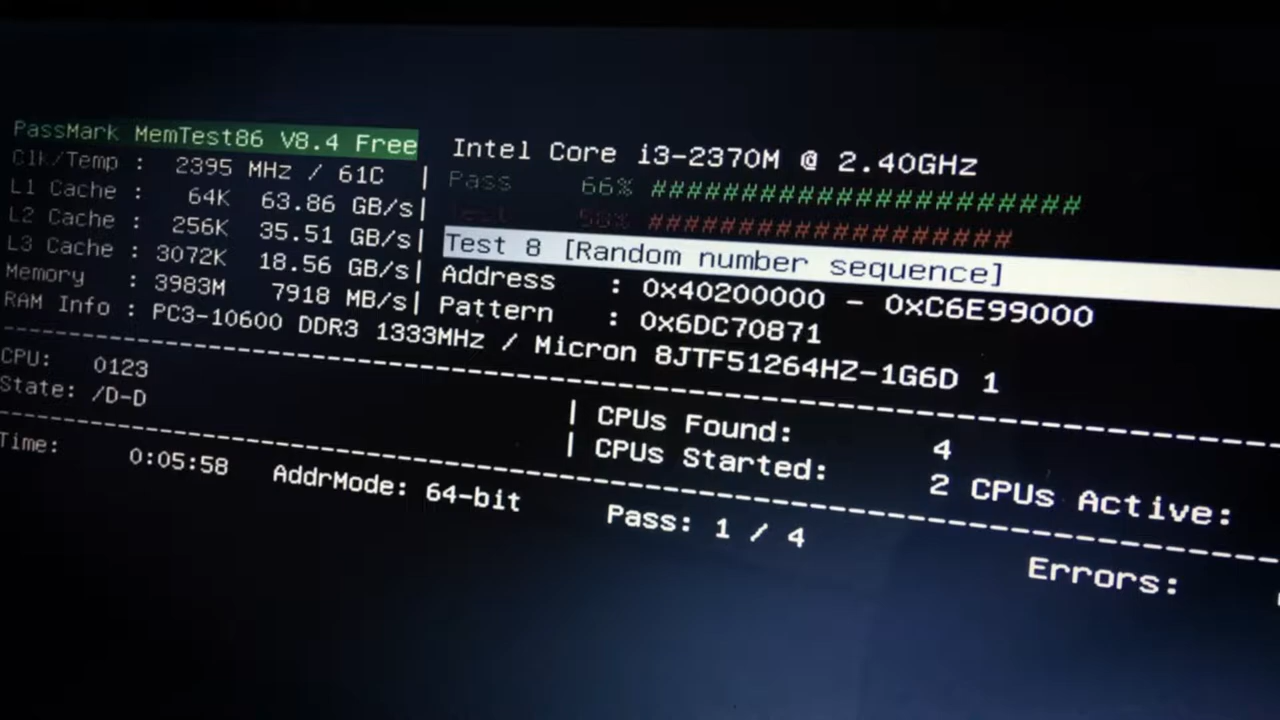 PassMark MemTest86 V8.4 Free
Intel Core i3-2370M @ 2.40GHz
Clk/Temp : 2395 MHz / 61C |
Pass 66% #######################
L1 Cache : 64K 63.86 GB/s|
Test 58% ####################
L2 Cache : 256K 35.51 GB/s|
Test 8 [Random number sequence]
L3 Cache : 3072K 18.56 GB/s|
Address : 0x40200000 - 0xC6E99000
Memory : 3983M 7918 MB/s|
Pattern : 0x6DC70871
RAM Info : PC3-10600 DDR3 1333MHz / Micron 8JTF51264HZ-1G6D 1
CPU: 0123
| CPUs Found: 4
State: /D-D
| CPUs Started: 2 CPUs Active:
Time: 0:05:58 AddrMode: 64-bit Pass: 1 / 4 Errors: